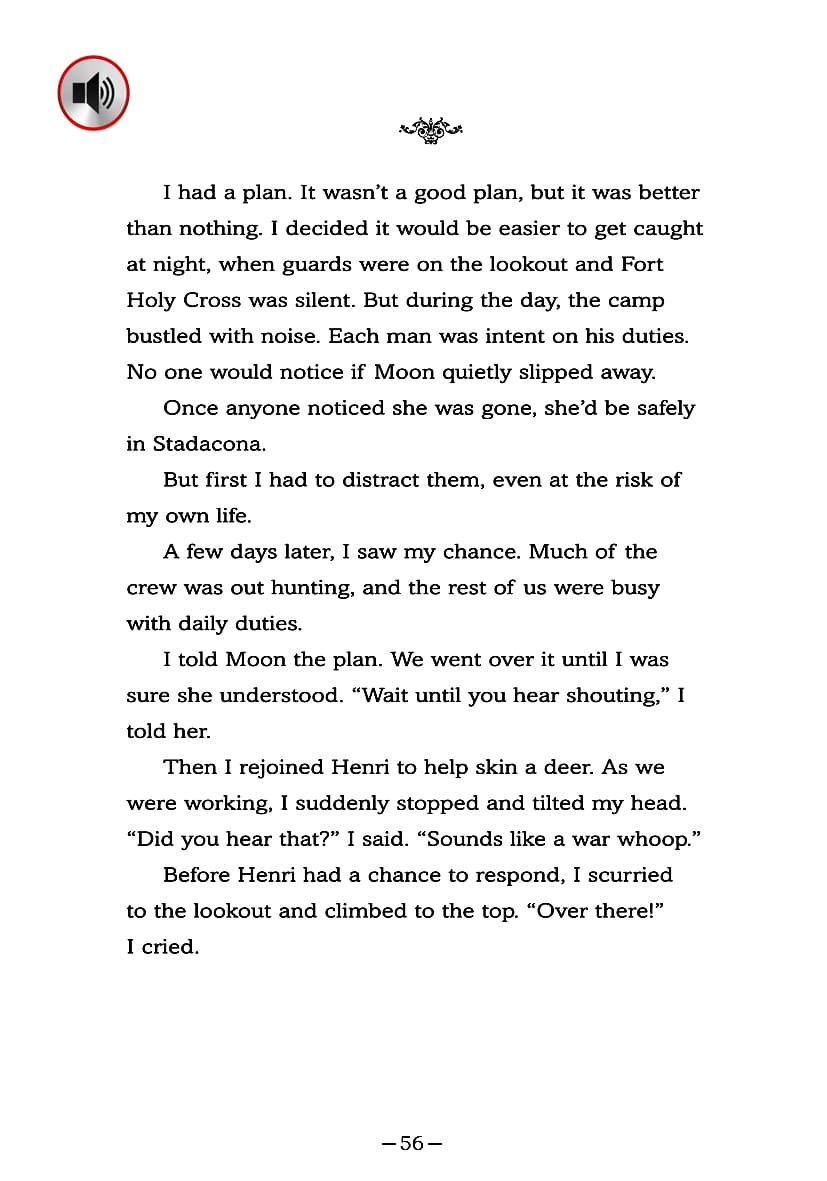 I had a plan. It wasn’t a good plan, but it was better
than nothing. I decided it would be easier to get caught
at night, when guards were on the lookout and Fort
Holy Cross was silent. But during the day, the camp
bustled with noise. Each man was intent on his duties.
No one would notice if Moon quietly slipped away.
Once anyone noticed she was gone, she’d be safely
in Stadacona.
But first I had to distract them, even at the risk of
my own life.
A few days later, I saw my chance. Much of the
crew was out hunting, and the rest of us were busy
with daily duties.
I told Moon the plan. We went over it until I was
sure she understood. “Wait until you hear shouting,” I
told her.
Then I rejoined Henri to help skin a deer. As we
were working, I suddenly stopped and tilted my head.
“Did you hear that?” I said. “Sounds like a war whoop.”
Before Henri had a chance to respond, I scurried
to the lookout and climbed to the top. “Over there!”
I cried.
—56—